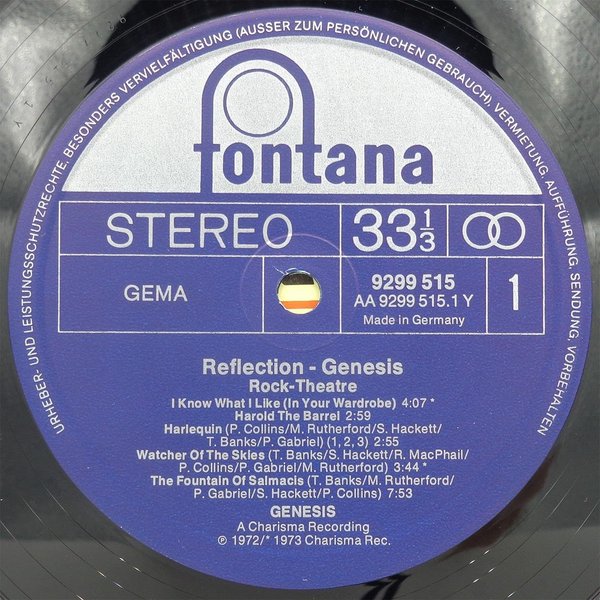 URHEBER- UND LEISTUNGSSCHUTZRECHTE, BESONDERS VERVIELFÄLTIGUNG (AUSSER ZUM PERSÖNLICHEN GEBRAUCH), VERMIETUNG, AUFFÜHRUNG, SENDUNG, VORBEHALTEN
fontana
STEREO 33 1/3
GEMA
9299 515
AA 9299 515.1 Y
Made in Germany
1
Reflection - Genesis
Rock-Theatre
I Know What I Like (In Your Wardrobe) 4:07 *
Harold The Barrel 2:59
Harlequin (P. Collins/M. Rutherford/S. Hackett/
T. Banks/P. Gabriel) (1, 2, 3) 2:55
Watcher Of The Skies (T. Banks/S. Hackett/R. MacPhail/
P. Collins/P. Gabriel/M. Rutherford) 3:44 *
The Fountain Of Salmacis (T. Banks/M. Rutherford/
P. Gabriel/S. Hackett/P. Collins) 7:53
GENESIS
A Charisma Recording
℗ 1972/* 1973 Charisma Rec.